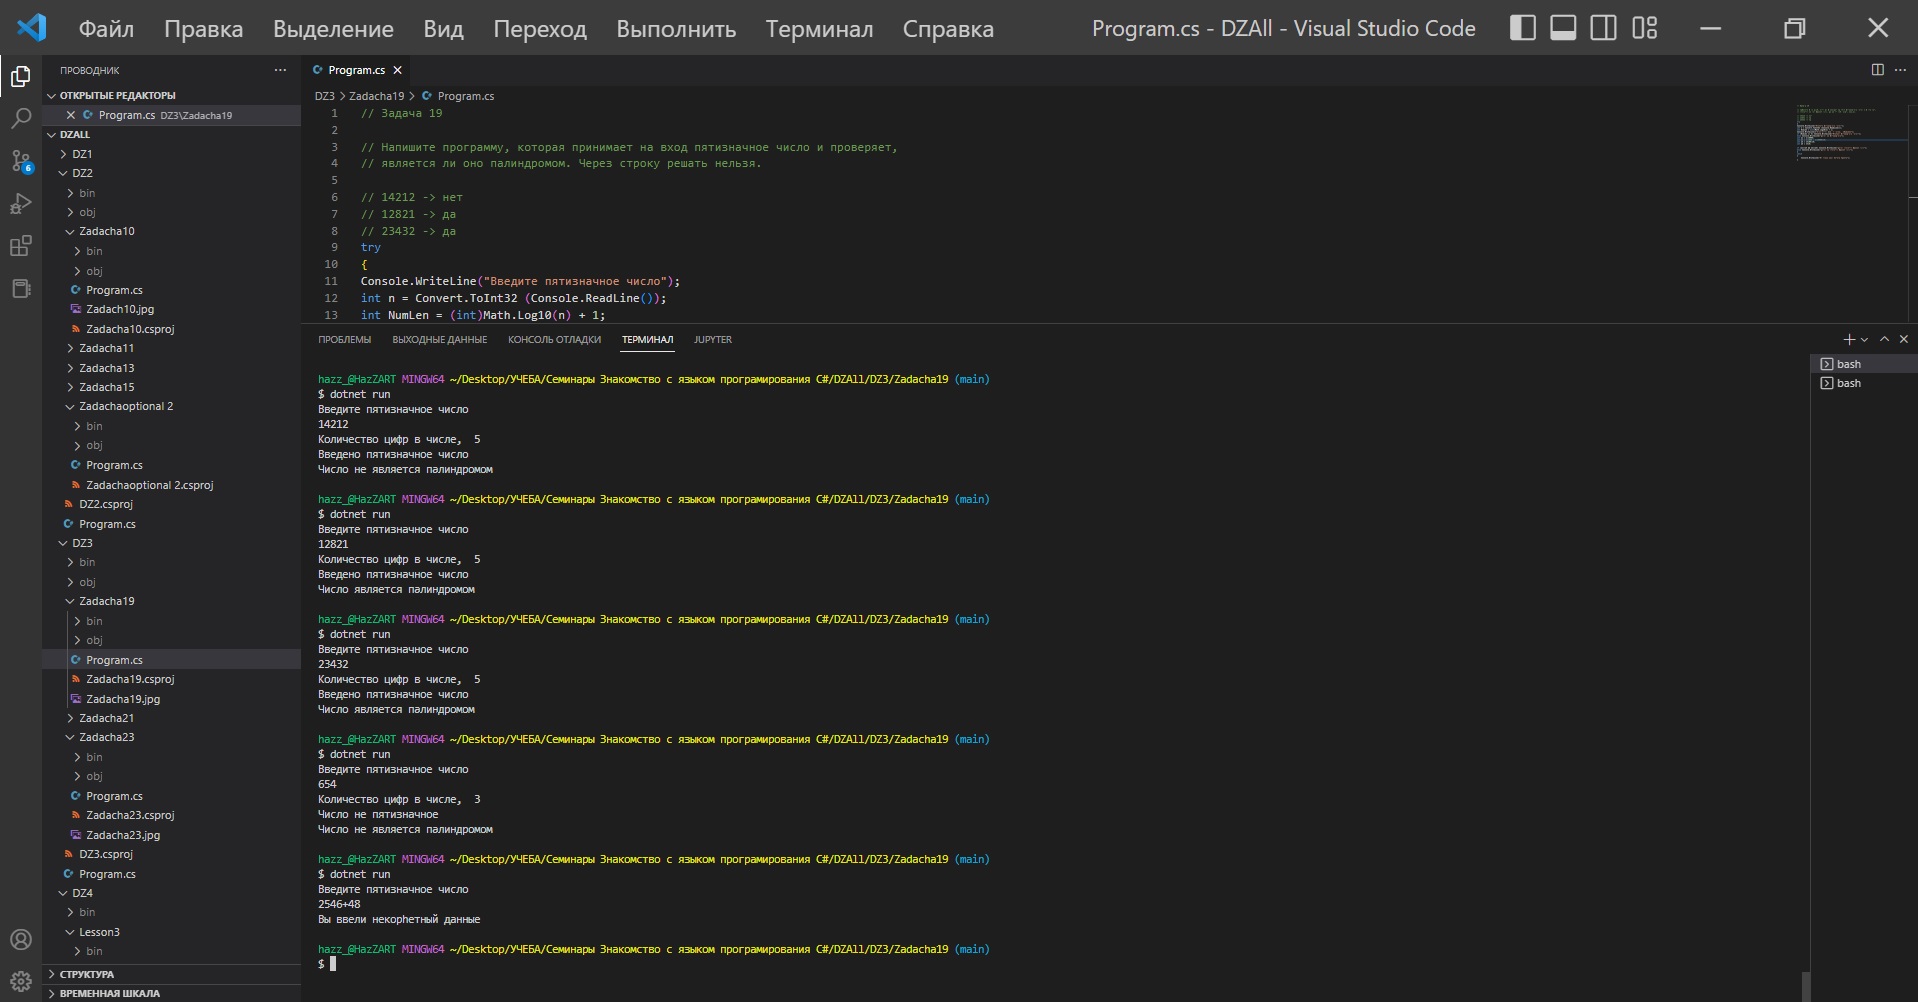 Файл Правка Выделение Вид Переход Выполнить Терминал Справка Program.cs - DZAll - Visual Studio Code
ПРОВОДНИК
ОТКРЫТЫЕ РЕДАКТОРЫ
Program.cs DZ3\Zadacha19
DZALL
DZ1
DZ2
bin
obj
Zadacha10
bin
obj
Program.cs
Zadach10.jpg
Zadacha10.csproj
Zadacha11
Zadacha13
Zadacha15
Zadachaoptional 2
bin
obj
Program.cs
Zadachaoptional 2.csproj
DZ2.csproj
Program.cs
DZ3
bin
obj
Zadacha19
bin
obj
Program.cs
Zadacha19.csproj
Zadacha19.jpg
Zadacha21
Zadacha23
bin
obj
Program.cs
Zadacha23.csproj
Zadacha23.jpg
DZ3.csproj
Program.cs
DZ4
bin
Lesson3
bin
СТРУКТУРА
ВРЕМЕННАЯ ШКАЛА
6
Program.cs
DZ3 > Zadacha19 > Program.cs
1 // Задача 19
2
3 // Напишите программу, которая принимает на вход пятизначное число и проверяет,
4 // является ли оно палиндромом. Через строку решать нельзя.
5
6 // 14212 -> нет
7 // 12821 -> да
8 // 23432 -> да
9 try
10 {
11 Console.WriteLine("Введите пятизначное число");
12 int n = Convert.ToInt32 (Console.ReadLine());
13 int NumLen = (int)Math.Log10(n) + 1;
ПРОБЛЕМЫ ВЫХОДНЫЕ ДАННЫЕ КОНСОЛЬ ОТЛАДКИ ТЕРМИНАЛ JUPYTER
hazz_@HazZART MINGW64 ~/Desktop/УЧЕБА/Семинары Знакомство с языком програмирования C#/DZAll/DZ3/Zadacha19 (main)
$ dotnet run
Введите пятизначное число
14212
Количество цифр в числе, 5
Введено пятизначное число
Число не является палиндромом
hazz_@HazZART MINGW64 ~/Desktop/УЧЕБА/Семинары Знакомство с языком програмирования C#/DZAll/DZ3/Zadacha19 (main)
$ dotnet run
Введите пятизначное число
12821
Количество цифр в числе, 5
Введено пятизначное число
Число является палиндромом
hazz_@HazZART MINGW64 ~/Desktop/УЧЕБА/Семинары Знакомство с языком програмирования C#/DZAll/DZ3/Zadacha19 (main)
$ dotnet run
Введите пятизначное число
23432
Количество цифр в числе, 5
Введено пятизначное число
Число является палиндромом
hazz_@HazZART MINGW64 ~/Desktop/УЧЕБА/Семинары Знакомство с языком програмирования C#/DZAll/DZ3/Zadacha19 (main)
$ dotnet run
Введите пятизначное число
654
Количество цифр в числе, 3
Число не пятизначное
Число не является палиндромом
hazz_@HazZART MINGW64 ~/Desktop/УЧЕБА/Семинары Знакомство с языком програмирования C#/DZAll/DZ3/Zadacha19 (main)
$ dotnet run
Введите пятизначное число
2546+48
Вы ввели некорhетный данные
hazz_@HazZART MINGW64 ~/Desktop/УЧЕБА/Семинары Знакомство с языком програмирования C#/DZAll/DZ3/Zadacha19 (main)
$
bash
bash